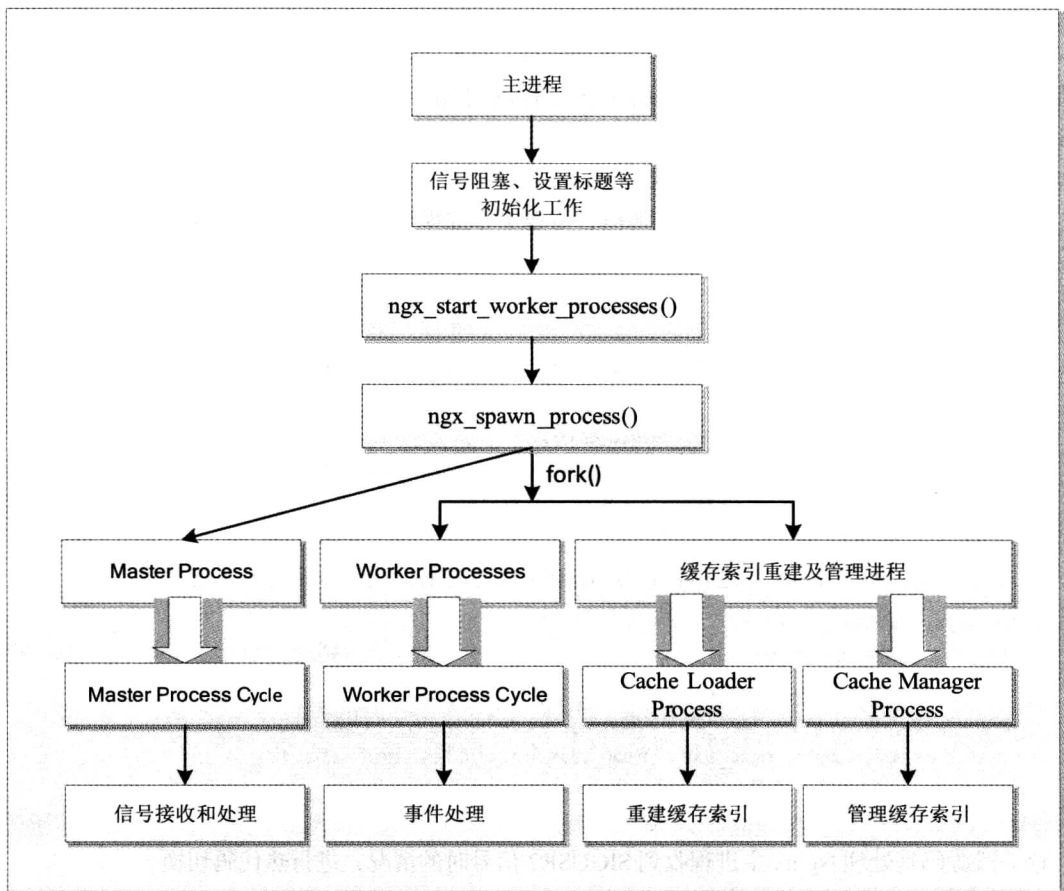 主进程
信号阻塞、设置标题等
初始化工作
ngx_start_worker_processes()
ngx_spawn_process()
fork()
Master Process
Worker Processes
缓存索引重建及管理进程
Master Process Cycle
Worker Process Cycle
Cache Loader
Process
Cache Manager
Process
信号接收和处理
事件处理
重建缓存索引
管理缓存索引